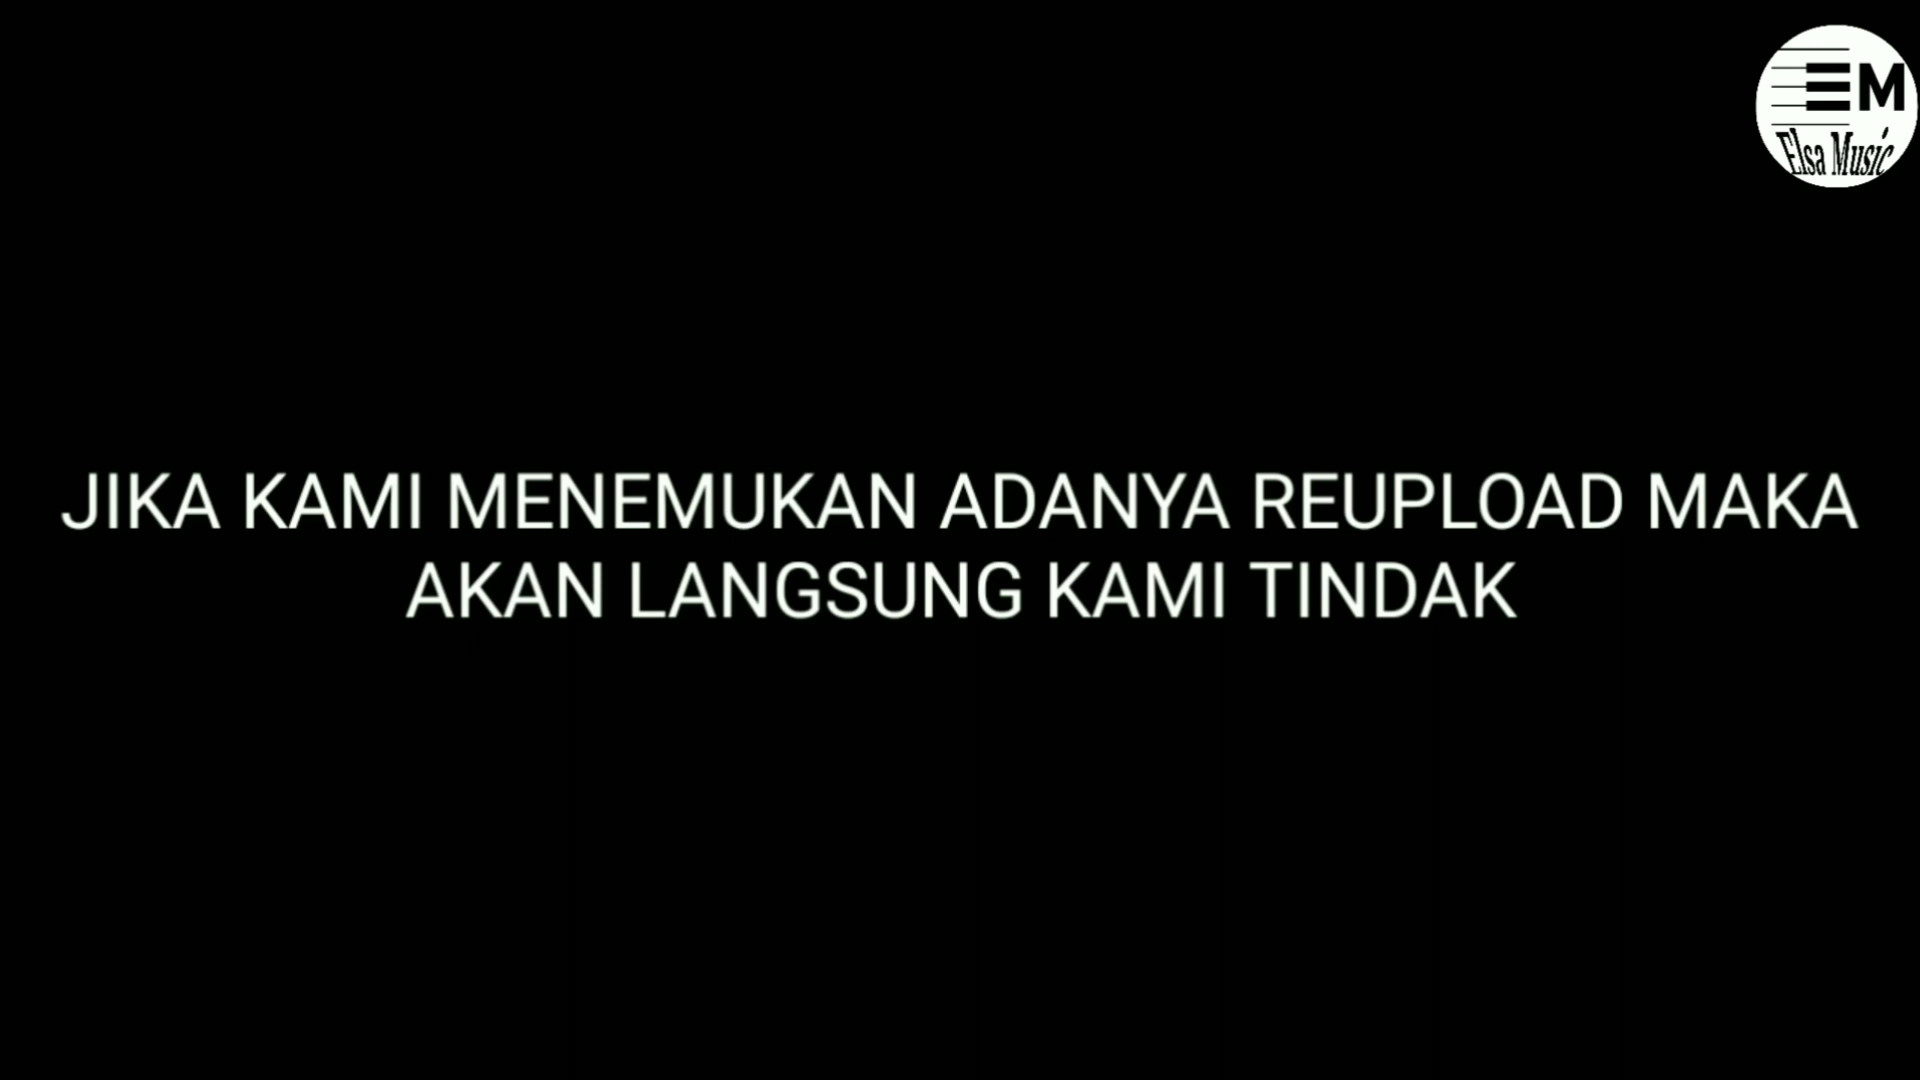 EM
Elsa Music
JIKA KAMI MENEMUKAN ADANYA REUPLOAD MAKA
AKAN LANGSUNG KAMI TINDAK